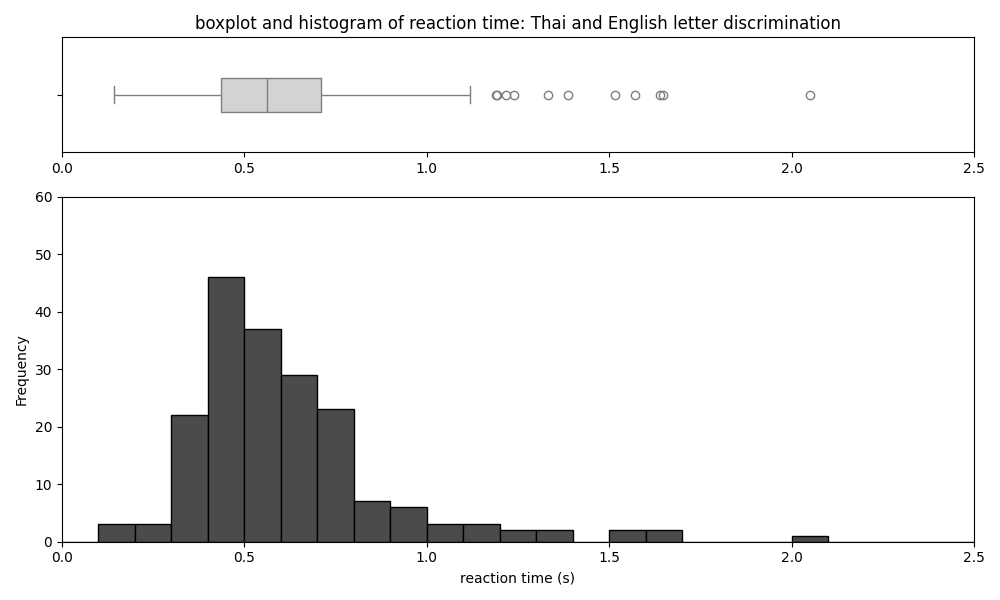 boxplot and histogram of reaction time: Thai and English letter discrimination
0.0 0.5 1.0 1.5 2.0 2.5
60
50
40
30
20
10
0
Frequency
0.0 0.5 1.0 1.5 2.0 2.5
reaction time (s)